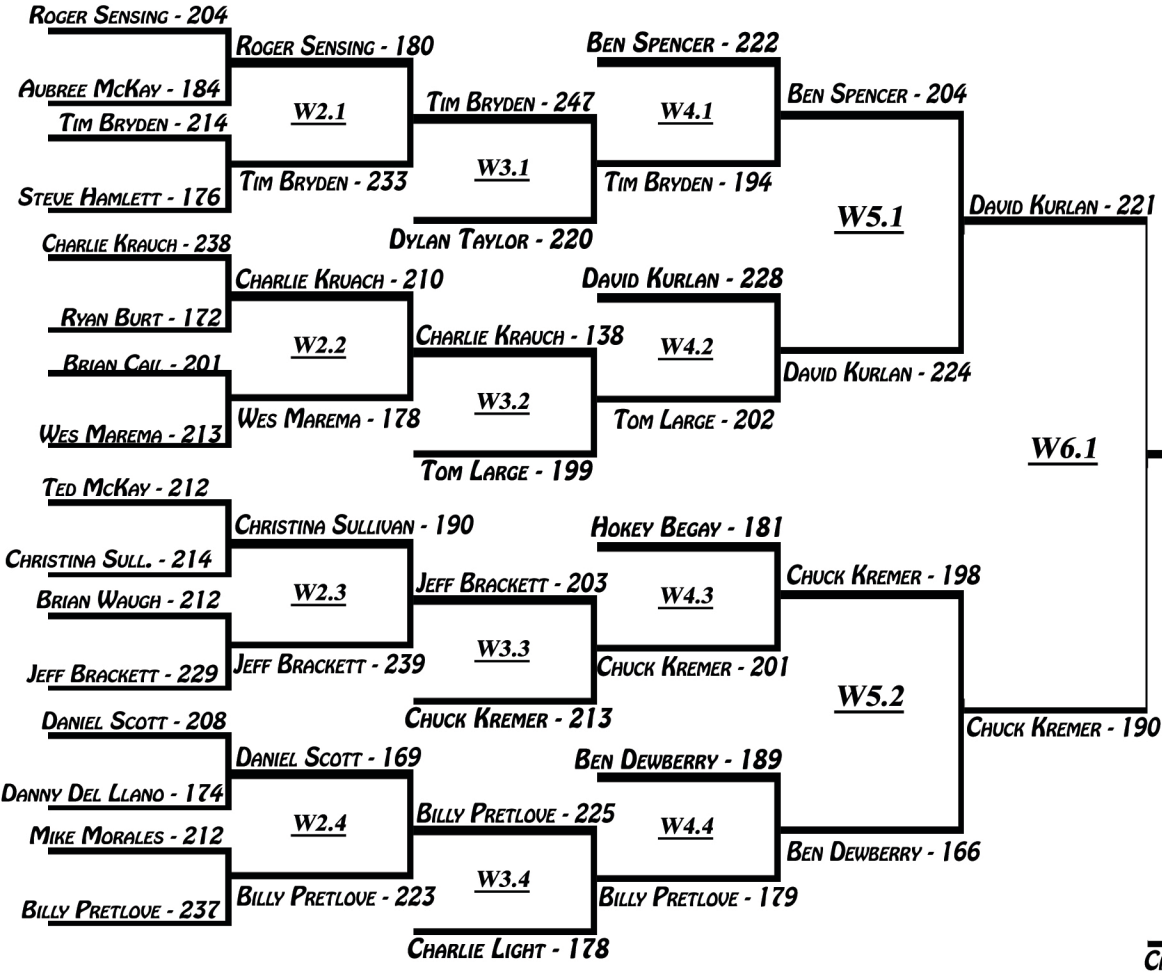 Roger Sensing - 204
Aubree McKay - 184
Tim Bryden - 214
Steve Hamlett - 176
Charlie Krauch - 238
Ryan Burt - 172
Brian Cail - 201
Wes Marema - 213
Ted McKay - 212
Christina Sull. - 214
Brian Waugh - 212
Jeff Brackett - 229
Daniel Scott - 208
Danny Del Llano - 174
Mike Morales - 212
Billy Pretlove - 237
Roger Sensing - 180
W2.1
Tim Bryden - 233
Charlie Kruach - 210
W2.2
Wes Marema - 178
Christina Sullivan - 190
W2.3
Jeff Brackett - 239
Daniel Scott - 169
W2.4
Billy Pretlove - 223
Tim Bryden - 247
W3.1
Dylan Taylor - 220
Charlie Krauch - 138
W3.2
Tom Large - 199
Jeff Brackett - 203
W3.3
Chuck Kremer - 213
Billy Pretlove - 225
W3.4
Charlie Light - 178
Ben Spencer - 222
W4.1
Tim Bryden - 194
David Kurlan - 228
W4.2
Tom Large - 202
Hokey Begay - 181
W4.3
Chuck Kremer - 201
Ben Dewberry - 189
W4.4
Billy Pretlove - 179
Ben Spencer - 204
W5.1
David Kurlan - 224
Chuck Kremer - 198
W5.2
Ben Dewberry - 166
David Kurlan - 221
W6.1
Chuck Kremer - 190